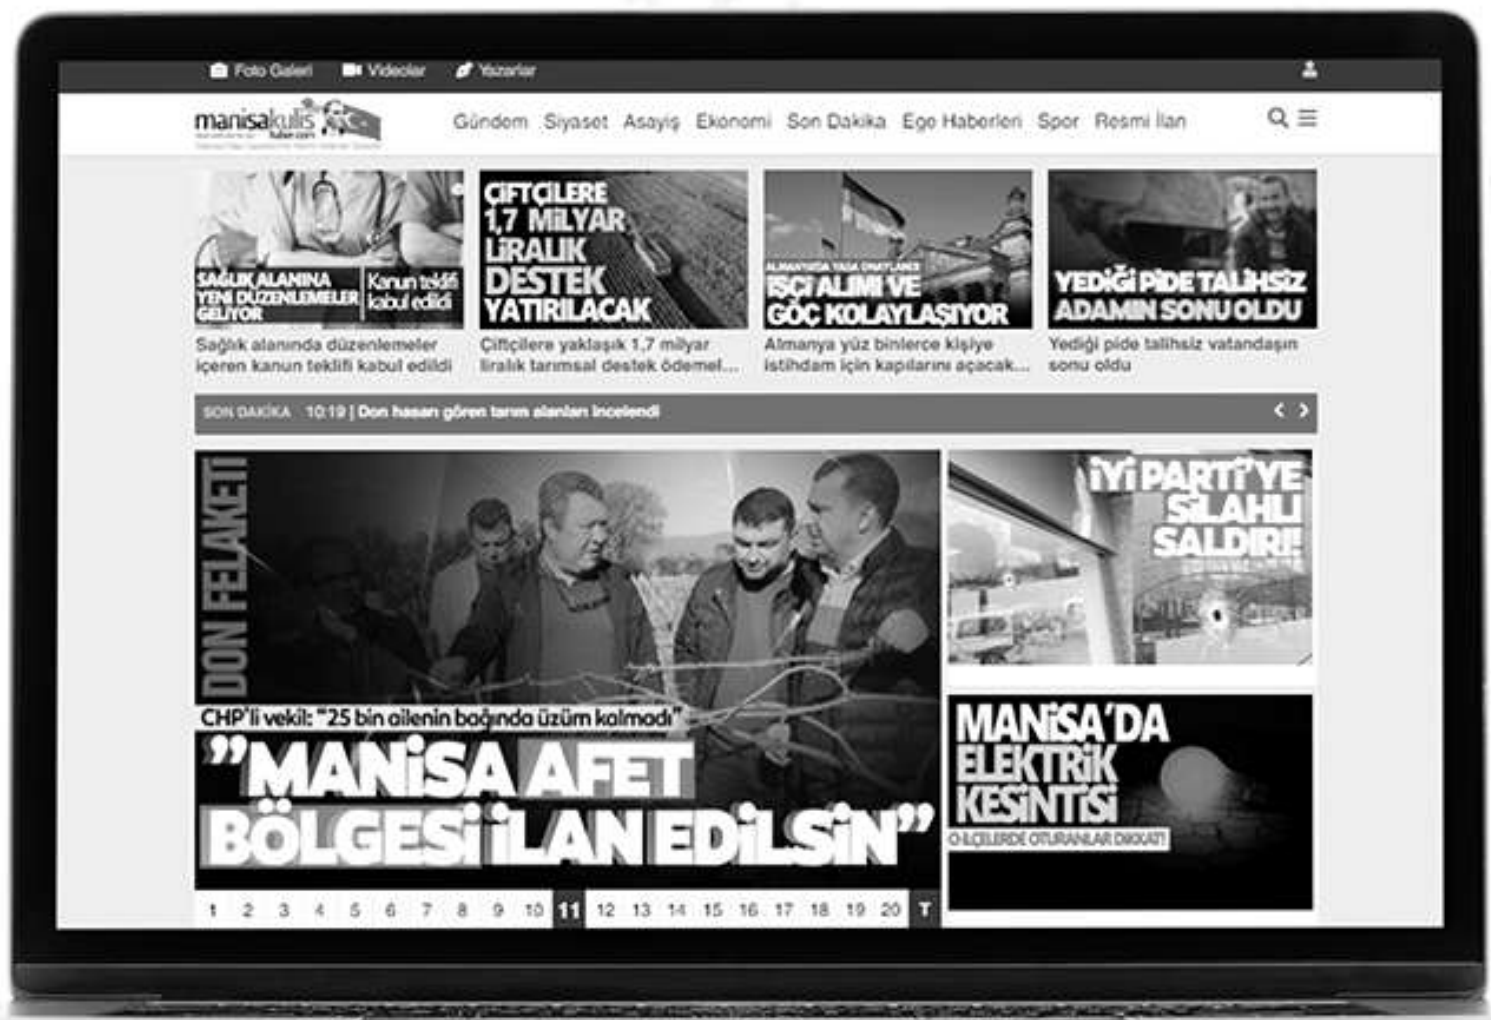 Foto Galeri Videolar Yazarlar
manisakulis
haber.com
Gündem Siyaset Asayiş Ekonomi Son Dakika Ege Haberleri Spor Resmi İlan
SAĞLIK ALANINA
YENİ DÜZENLEMELER
GELİYOR
Kanun teklifi
kabul edildi
Sağlık alanında düzenlemeler
içeren kanun teklifi kabul edildi
ÇİFTÇİLERE
1,7 MİLYAR
LİRALIK
DESTEK
YATIRILACAK
Çiftçilere yaklaşık 1,7 milyar
liralık tarımsal destek ödemel...
ALMANYA'DA YASA ONAYLANDI
İŞÇİ ALIMI VE
GÖÇ KOLAYLAŞIYOR
Almanya yüz binlerce kişiye
istihdam için kapılarını açacak...
YEDİĞİ PİDE TALİHSİZ
ADAMIN SONU OLDU
Yediği pide talihsiz vatandaşın
sonu oldu
SON DAKİKA 10:19 | Don hasarı gören tarım alanları incelendi
DON FELAKETİ
CHP'li vekil: "25 bin ailenin bağında üzüm kalmadı"
"MANİSA AFET
BÖLGESİ İLAN EDİLSİN"
1 2 3 4 5 6 7 8 9 10 11 12 13 14 15 16 17 18 19 20 T
İYİ PARTİ'YE
SİLAHLI
SALDIRI!
MANİSA'DA
ELEKTRİK
KESİNTİSİ
O İLÇELERDE OTURANLAR DİKKAT!